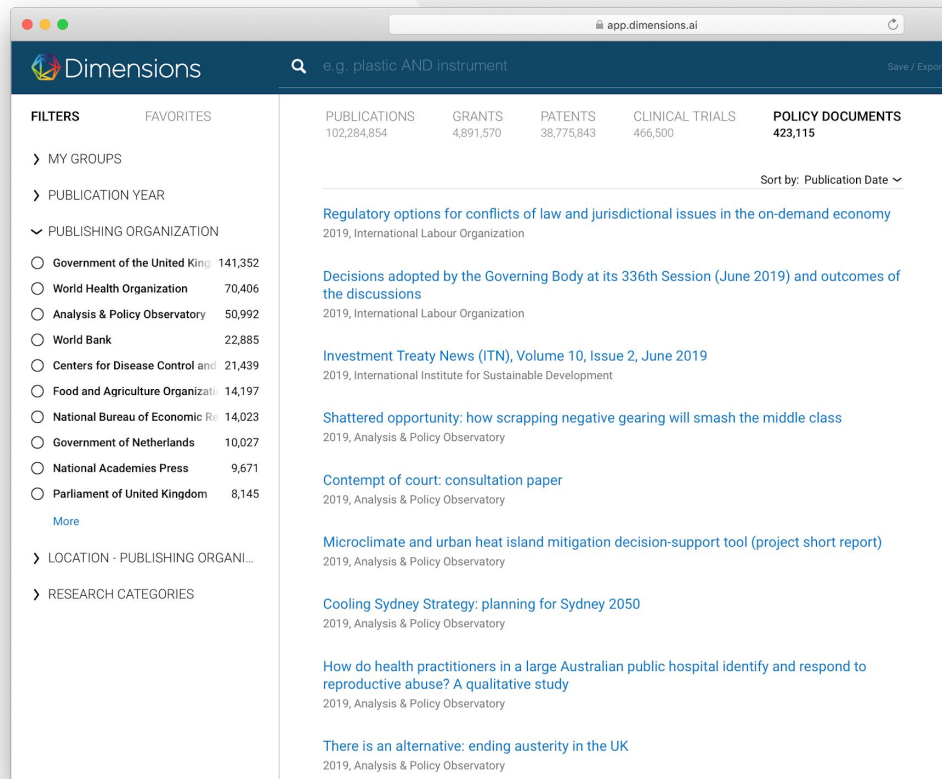 app.dimensions.ai
Dimensions
e.g. plastic AND instrument
Save / Expor
FILTERS
FAVORITES
MY GROUPS
PUBLICATION YEAR
PUBLISHING ORGANIZATION
Government of the United King 141,352
World Health Organization 70,406
Analysis & Policy Observatory 50,992
World Bank 22,885
Centers for Disease Control and 21,439
Food and Agriculture Organizati 14,197
National Bureau of Economic Re 14,023
Government of Netherlands 10,027
National Academies Press 9,671
Parliament of United Kingdom 8,145
More
LOCATION - PUBLISHING ORGANI...
RESEARCH CATEGORIES
PUBLICATIONS GRANTS PATENTS CLINICAL TRIALS POLICY DOCUMENTS
102,284,854 4,891,570 38,775,843 466,500 423,115
Sort by: Publication Date
Regulatory options for conflicts of law and jurisdictional issues in the on-demand economy
2019, International Labour Organization
Decisions adopted by the Governing Body at its 336th Session (June 2019) and outcomes of
the discussions
2019, International Labour Organization
Investment Treaty News (ITN), Volume 10, Issue 2, June 2019
2019, International Institute for Sustainable Development
Shattered opportunity: how scrapping negative gearing will smash the middle class
2019, Analysis & Policy Observatory
Contempt of court: consultation paper
2019, Analysis & Policy Observatory
Microclimate and urban heat island mitigation decision-support tool (project short report)
2019, Analysis & Policy Observatory
Cooling Sydney Strategy: planning for Sydney 2050
2019, Analysis & Policy Observatory
How do health practitioners in a large Australian public hospital identify and respond to
reproductive abuse? A qualitative study
2019, Analysis & Policy Observatory
There is an alternative: ending austerity in the UK
2019, Analysis & Policy Observatory